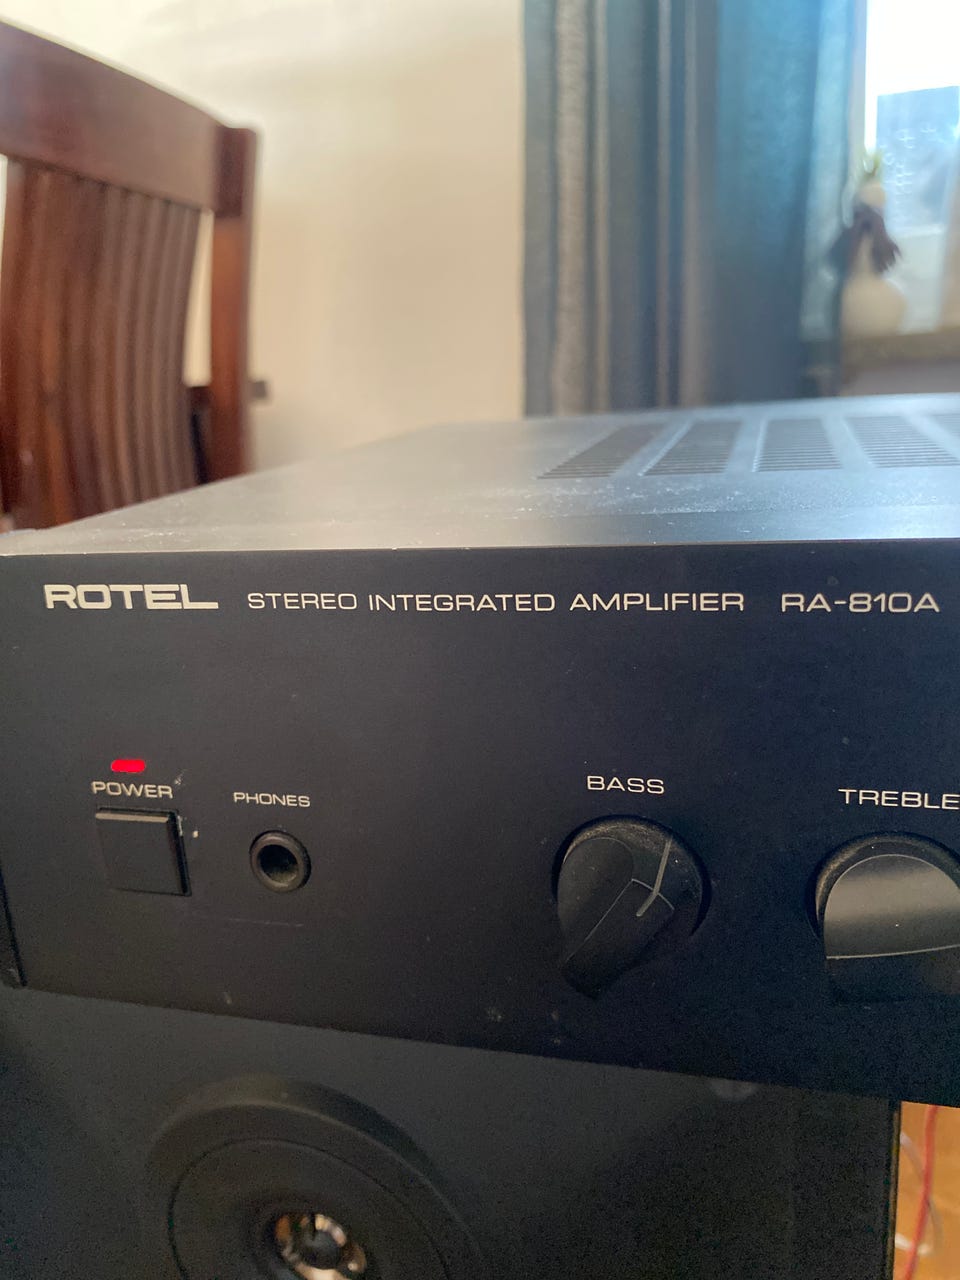 ROTEL STEREO INTEGRATED AMPLIFIER RA-810A
POWER PHONES BASS TREBLE